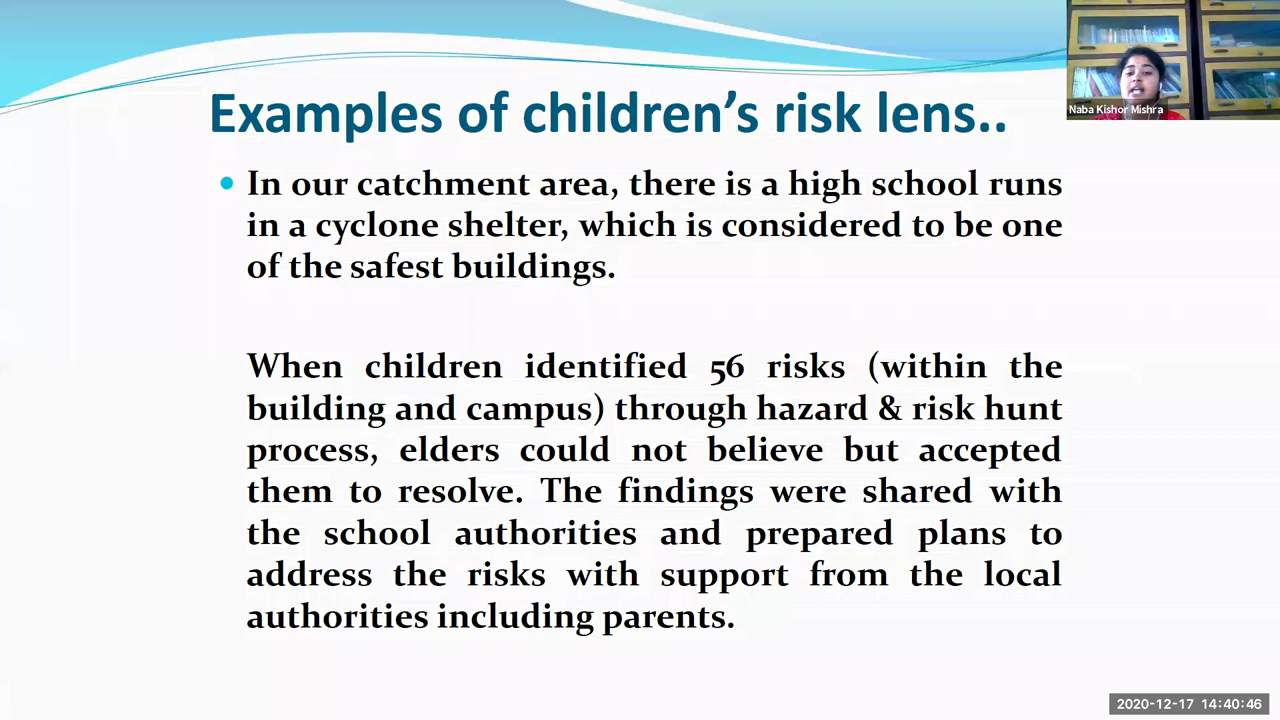 Naba Kishor Mishra
Examples of children’s risk lens..
• In our catchment area, there is a high school runs
in a cyclone shelter, which is considered to be one
of the safest buildings.
When children identified 56 risks (within the
building and campus) through hazard & risk hunt
process, elders could not believe but accepted
them to resolve. The findings were shared with
the school authorities and prepared plans to
address the risks with support from the local
authorities including parents.
2020-12-17 14:40:46